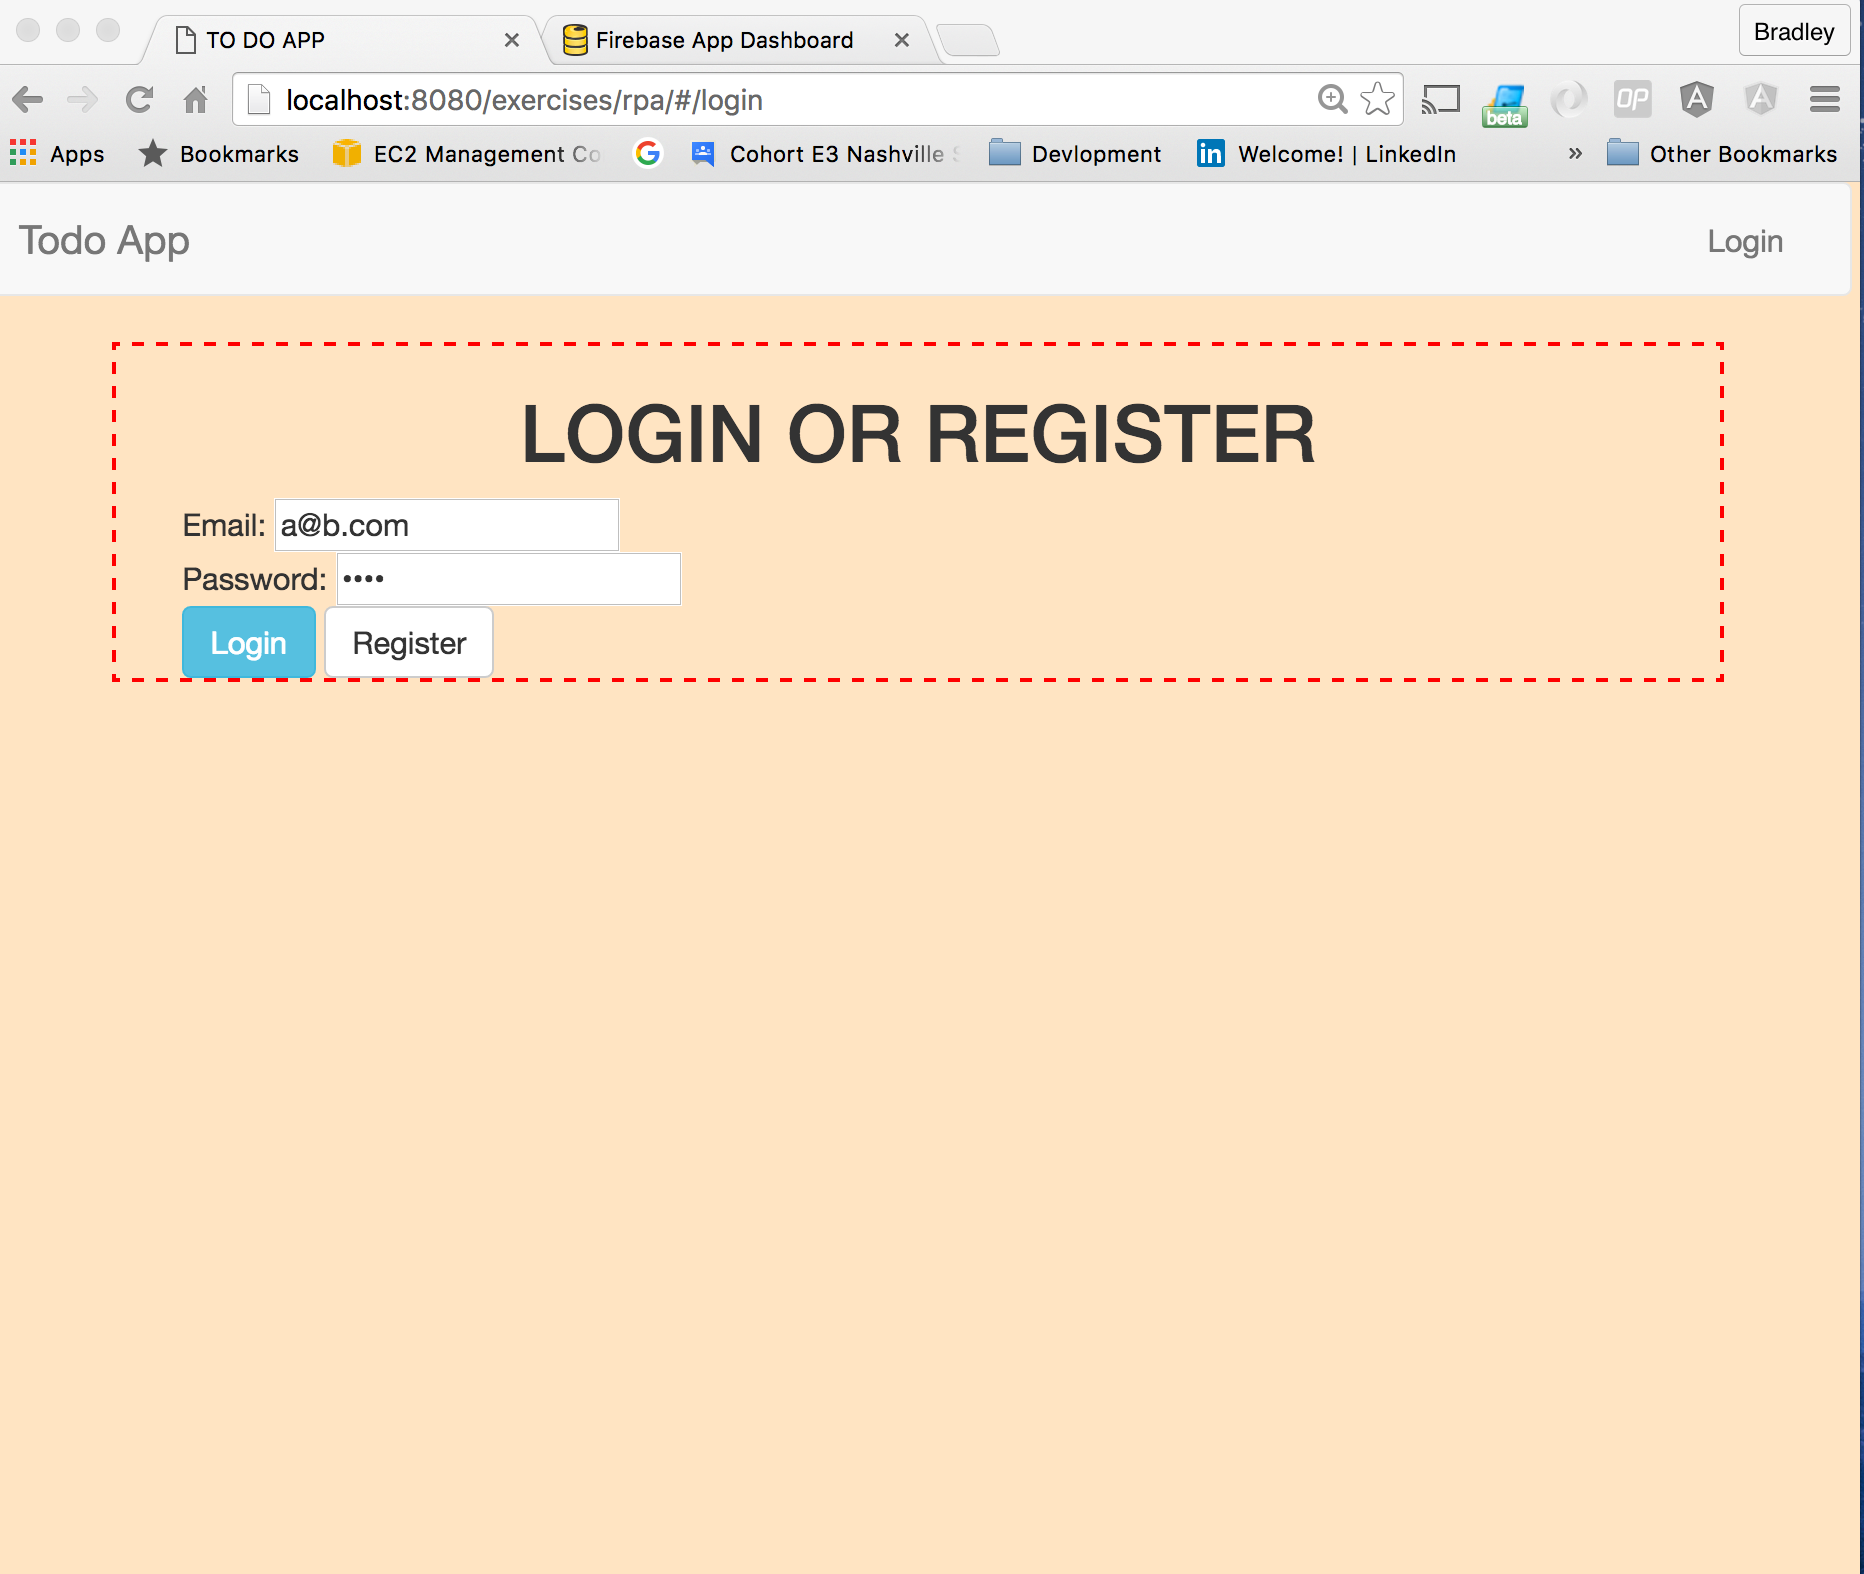 TO DO APP
Firebase App Dashboard
Bradley
localhost:8080/exercises/rpa/#/login
OP
beta
Apps
Bookmarks
EC2 Management Co
Cohort E3 Nashville
Devlopment
in
Welcome! | LinkedIn
»
Other Bookmarks
Todo App
Login
LOGIN OR REGISTER
Email: a@b.com
Password: ••••
Login
Register